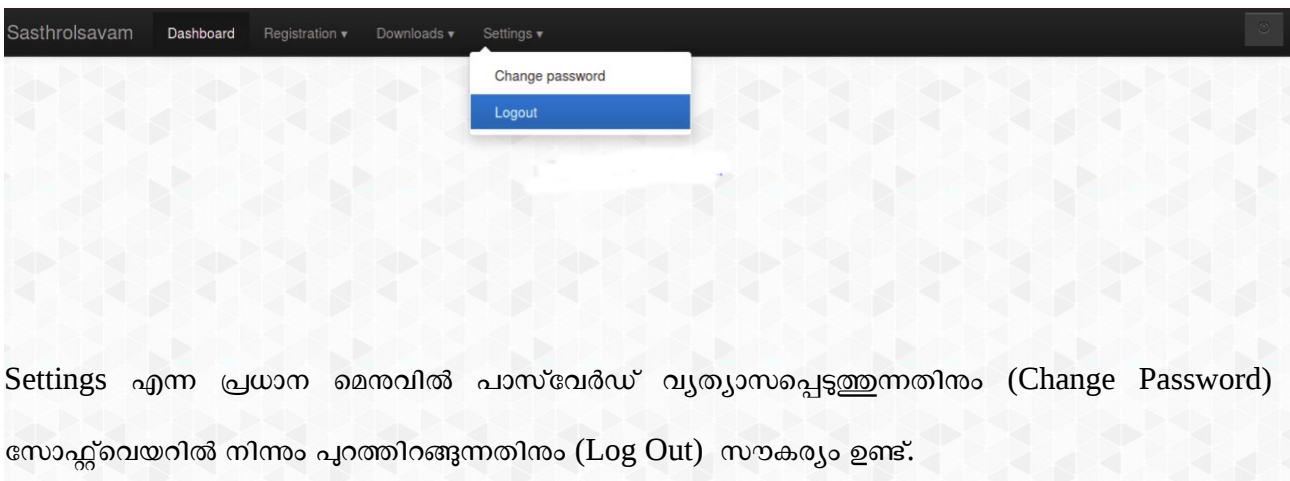 Sasthrolsavam Dashboard Registration ▾ Downloads ▾ Settings ▾
Change password
Logout
Settings എന്ന പ്രധാന മെനുവിൽ പാസ്‌വേർഡ് വ്യത്യാസപ്പെടുത്തുന്നതിനും (Change Password)
സോഫ്റ്റ്‌വെയറിൽ നിന്നും പുറത്തിറങ്ങുന്നതിനും (Log Out) സൗകര്യം ഉണ്ട്.